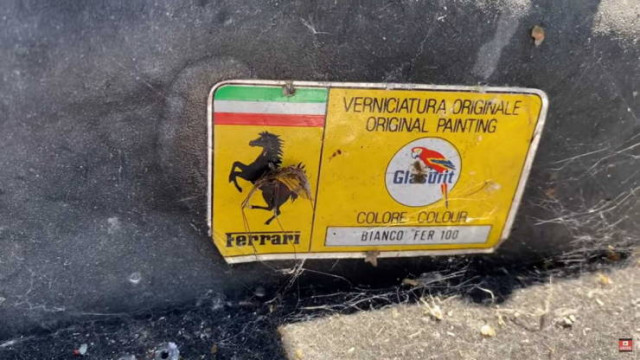 VERNICIATURA ORIGINALE
ORIGINAL PAINTING
Glasurit
COLORE - COLOUR
Ferrari
BIANCO FER 100